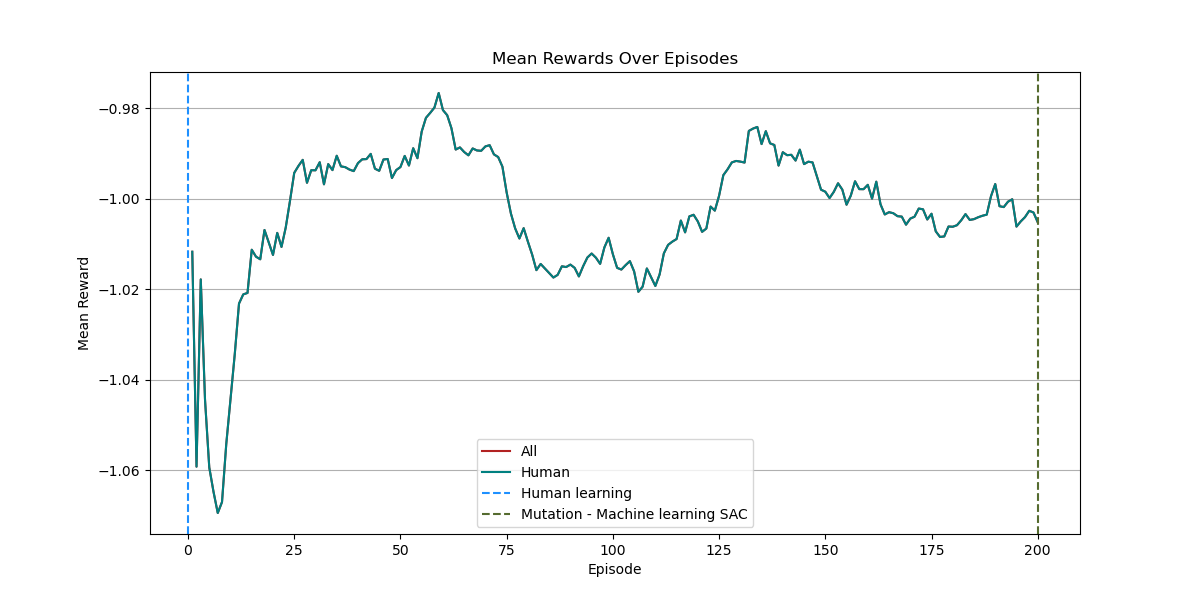 Mean Rewards Over Episodes
Mean Reward
−0.98
−1.00
−1.02
−1.04
−1.06
All
Human
Human learning
Mutation - Machine learning SAC
0
25
50
75
100
125
150
175
200
Episode